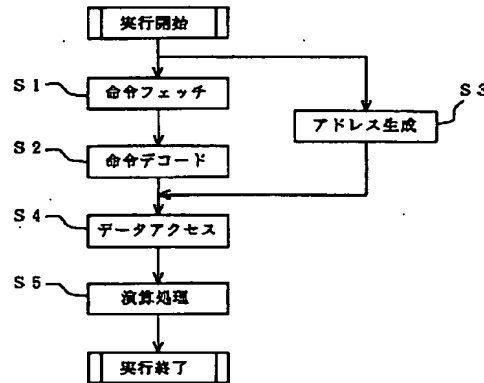 実行開始
S1
命令フェッチ
S3
アドレス生成
S2
命令デコード
S4
データアクセス
S5
演算処理
実行終了